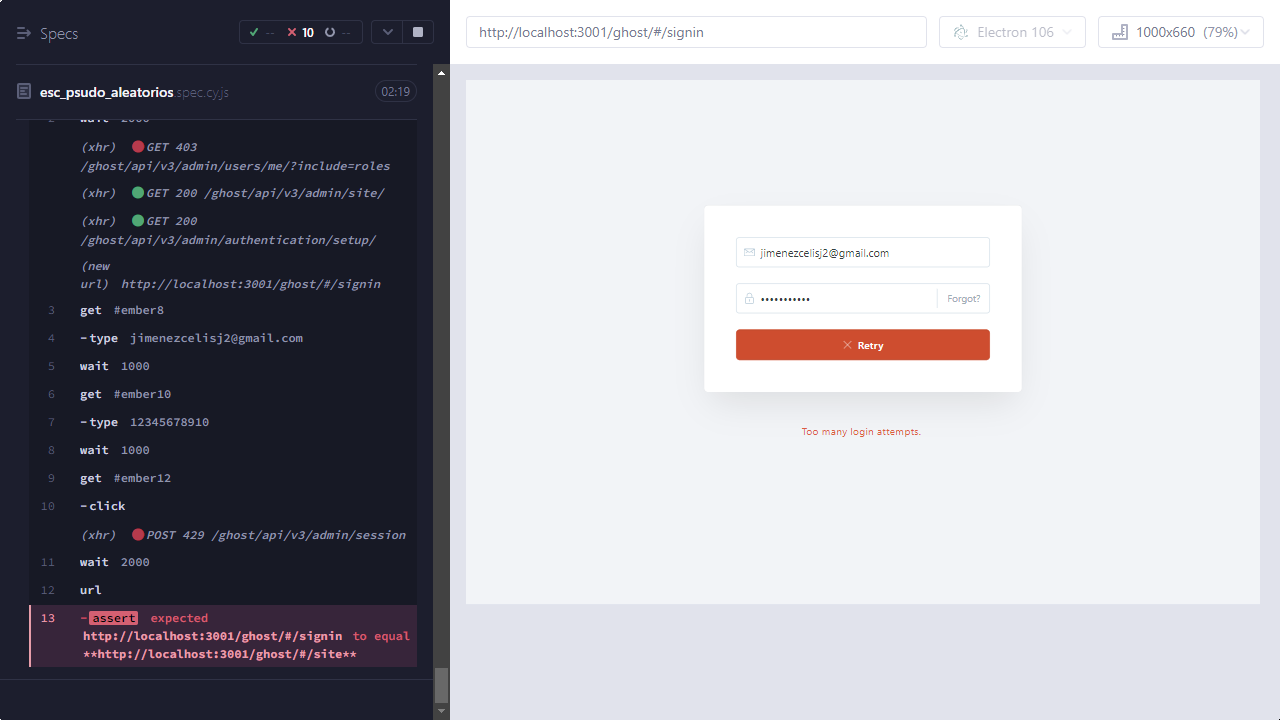 Specs
-- 10 --
http://localhost:3001/ghost/#/signin
Electron 106
1000x660 (79%)
esc_psudo_aleatorios.spec.cy.js
02:19
2 wait 2000
(xhr) GET 403
/ghost/api/v3/admin/users/me/?include=roles
(xhr) GET 200 /ghost/api/v3/admin/site/
(xhr) GET 200
/ghost/api/v3/admin/authentication/setup/
(new
url) http://localhost:3001/ghost/#/signin
3 get #ember8
4 -type jimenezcelisj2@gmail.com
5 wait 1000
6 get #ember10
7 -type 12345678910
8 wait 1000
9 get #ember12
10 -click
(xhr) POST 429 /ghost/api/v3/admin/session
11 wait 2000
12 url
13 -assert expected
http://localhost:3001/ghost/#/signin to equal
**http://localhost:3001/ghost/#/site**
jimenezcelisj2@gmail.com
•••••••••••
Forgot?
Retry
Too many login attempts.